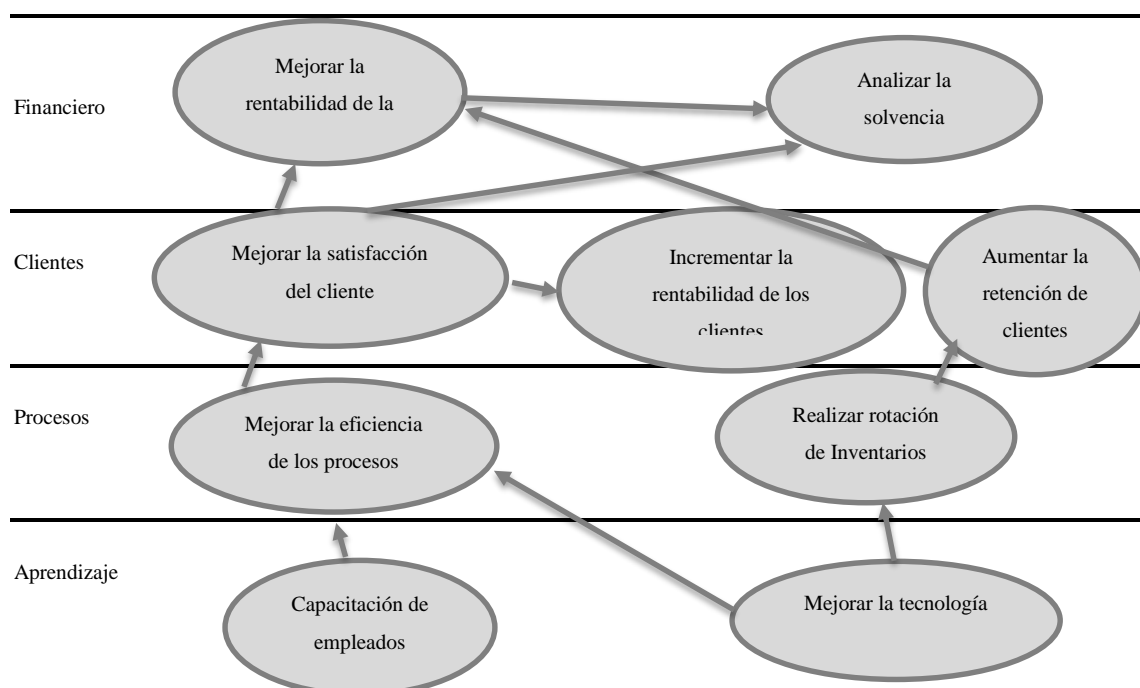 Financiero
Mejorar la
rentabilidad de la
Analizar la
solvencia
Clientes
Mejorar la satisfacción
del cliente
Incrementar la
rentabilidad de los
clientes
Aumentar la
retención de
clientes
Procesos
Mejorar la eficiencia
de los procesos
Realizar rotación
de Inventarios
Aprendizaje
Capacitación de
empleados
Mejorar la tecnología